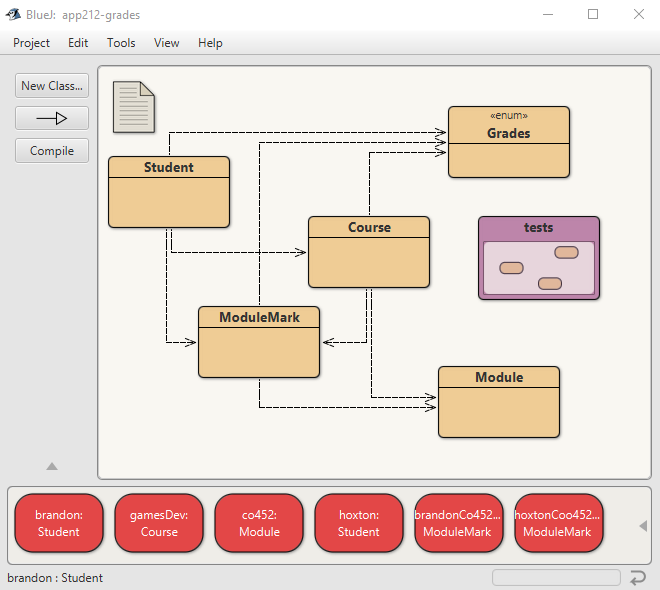 BlueJ: app212-grades
Project Edit Tools View Help
New Class...
Compile
«enum»
Grades
Student
Course
tests
ModuleMark
Module
brandon:
Student
gamesDev:
Course
co452:
Module
hoxton:
Student
brandonCo452...
ModuleMark
hoxtonCoo452...
ModuleMark
brandon : Student